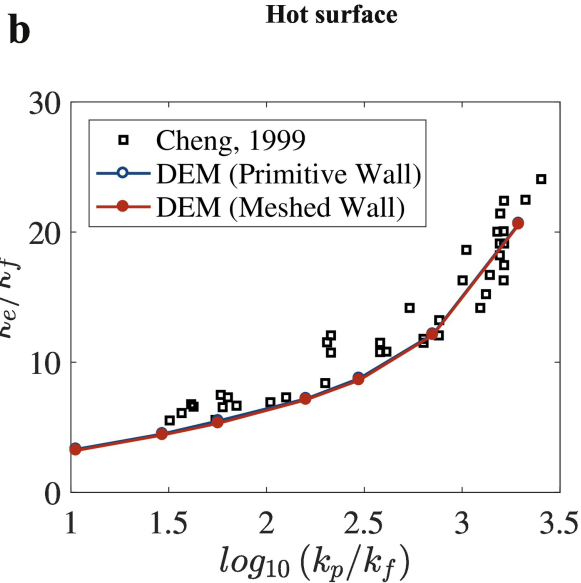 Hot surface
b
30
Cheng, 1999
DEM (Primitive Wall)
DEM (Meshed Wall)
20
10
0
1
1.5
2
2.5
3
3.5
log₁₀ (kₚ/k_f)